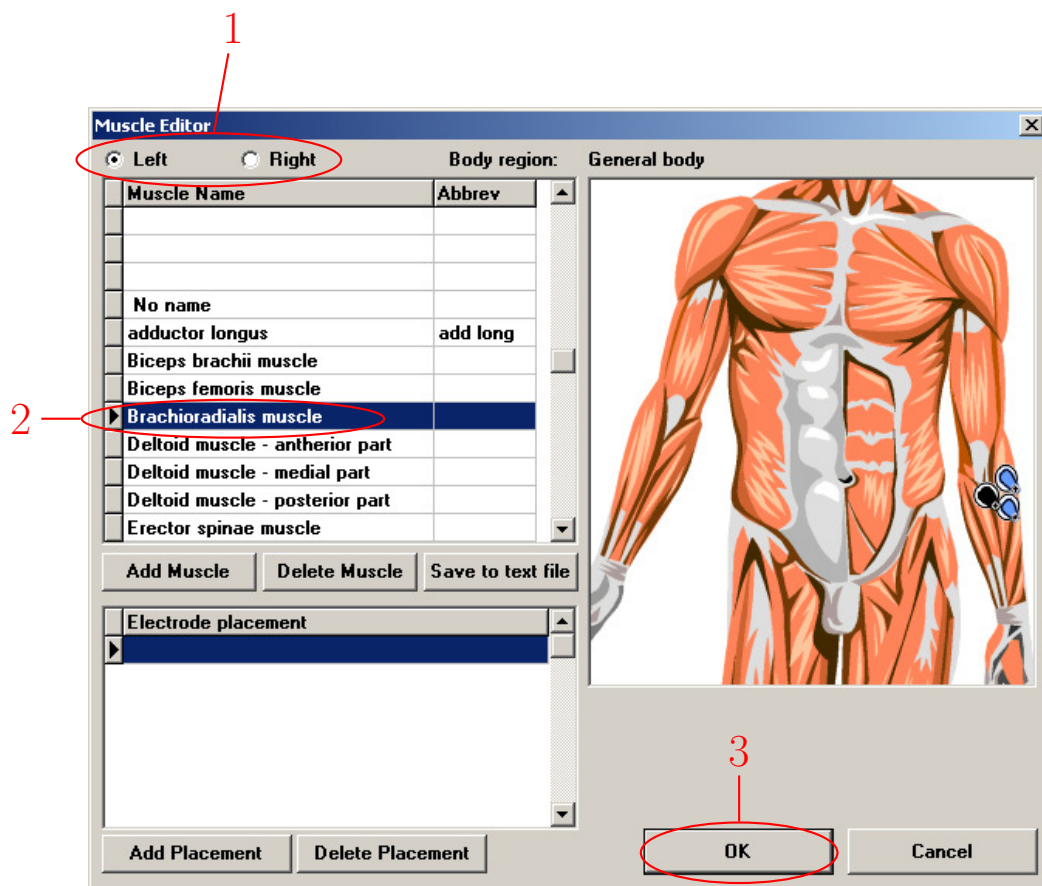 1
Muscle Editor
Left Right Body region: General body
Muscle Name Abbrev
No name
adductor longus add long
Biceps brachii muscle
Biceps femoris muscle
2 Brachioradialis muscle
Deltoid muscle - antherior part
Deltoid muscle - medial part
Deltoid muscle - posterior part
Erector spinae muscle
Add Muscle Delete Muscle Save to text file
Electrode placement
3
Add Placement Delete Placement OK Cancel